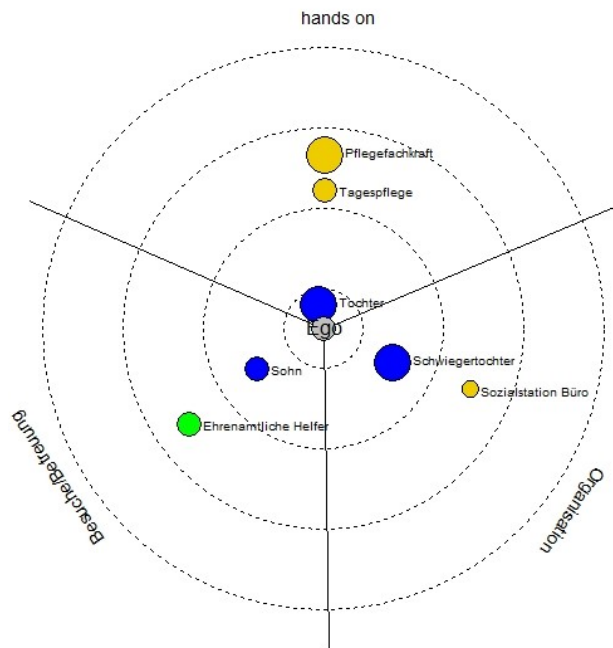 hands on
Pflegefachkraft
Tagespflege
Tochter
Ego
Schwiegertochter
Sohn
Sozialstation Büro
Ehrenamtliche Helfer
Besuche/Betreuung
Organisation